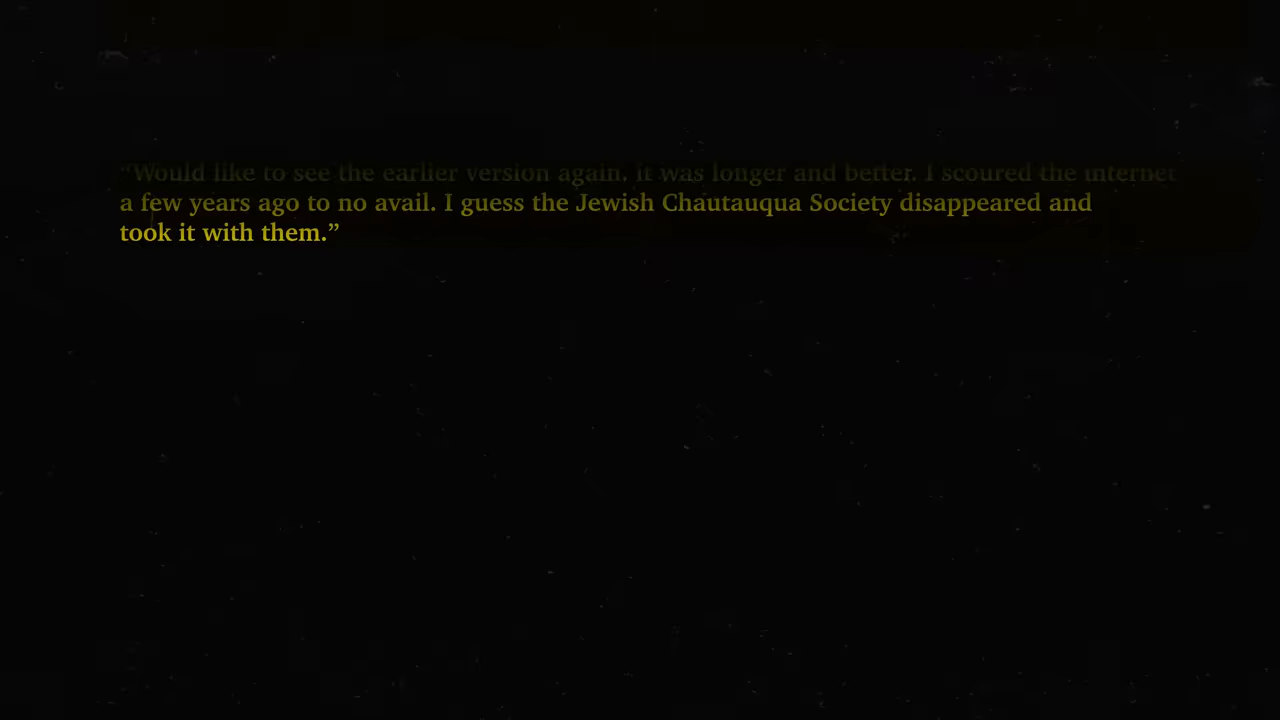 “Would like to see the earlier version again. It was longer and better. I scoured the internet
a few years ago to no avail. I guess the Jewish Chautauqua Society disappeared and
took it with them.”